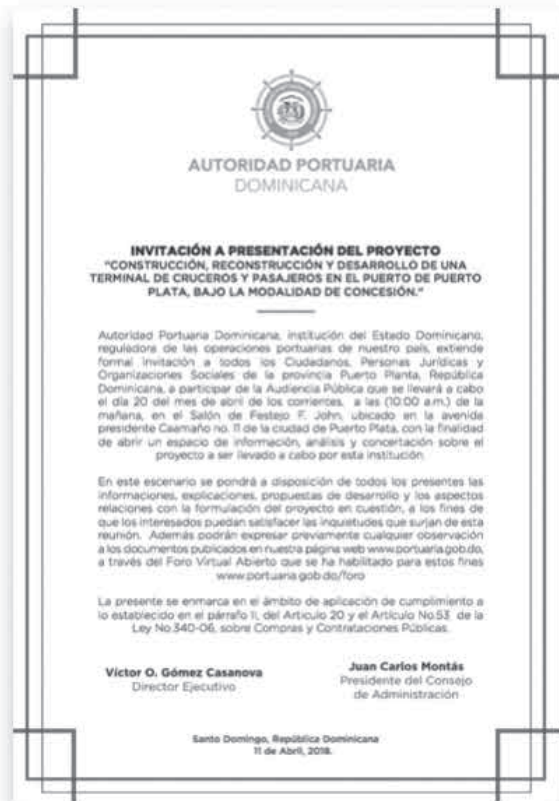 AUTORIDAD PORTUARIA
DOMINICANA
INVITACIÓN A PRESENTACIÓN DEL PROYECTO
"CONSTRUCCIÓN, RECONSTRUCCIÓN Y DESARROLLO DE UNA
TERMINAL DE CRUCEROS Y PASAJEROS EN EL PUERTO DE PUERTO
PLATA, BAJO LA MODALIDAD DE CONCESIÓN."
Autoridad Portuaria Dominicana, institución del Estado Dominicano,
reguladora de las operaciones portuarias de nuestro país, extiende
formal invitación a todos los Ciudadanos, Personas Jurídicas y
Organizaciones Sociales de la provincia Puerto Planta, República
Dominicana, a participar de la Audiencia Pública que se llevará a cabo
el día 20 del mes de abril de los corrientes, a las (10:00 a.m.) de la
mañana, en el Salón de Festejo F. John, ubicado en la avenida
presidente Caamaño no. 11 de la ciudad de Puerto Plata, con la finalidad
de abrir un espacio de información, análisis y concertación sobre el
proyecto a ser llevado a cabo por esta institución.
En este escenario se pondrá a disposición de todos los presentes las
informaciones, explicaciones, propuestas de desarrollo y los aspectos
relaciones con la formulación del proyecto en cuestión, a los fines de
que los interesados puedan satisfacer las inquietudes que surjan de esta
reunión. Además podrán expresar previamente cualquier observación
a los documentos publicados en nuestra página web www.portuaria.gob.do,
a través del Foro Virtual Abierto que se ha habilitado para estos fines
www.portuaria.gob.do/foro
La presente se enmarca en el ámbito de aplicación de cumplimiento a
lo establecido en el párrafo II, del Artículo 20 y el Artículo No.53 de la
Ley No.340-06, sobre Compras y Contrataciones Públicas.
Víctor O. Gómez Casanova
Director Ejecutivo
Juan Carlos Montás
Presidente del Consejo
de Administración
Santo Domingo, República Dominicana
11 de Abril, 2018.